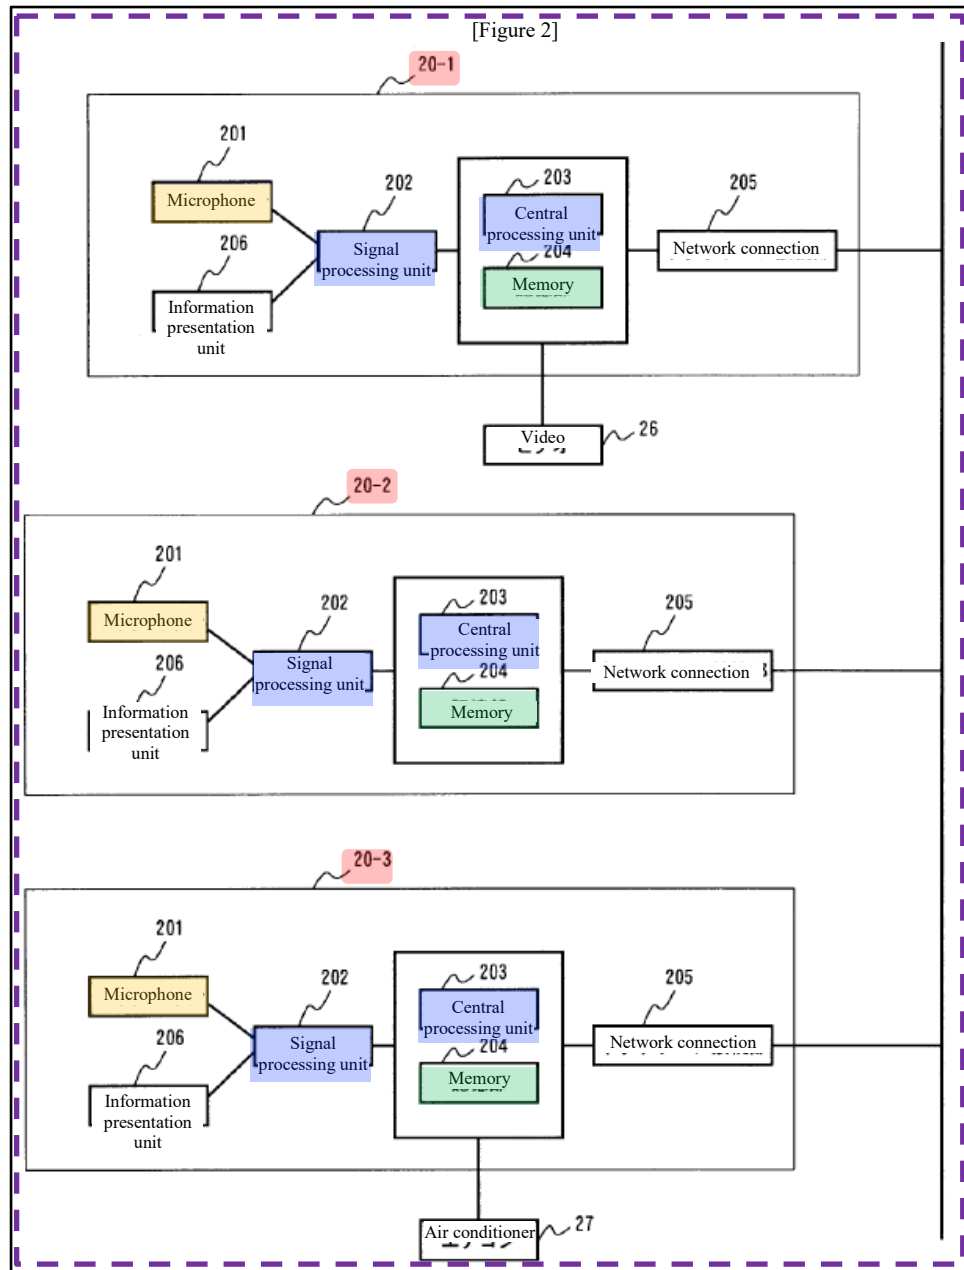 [Figure 2]
20-1
201
Microphone
202
Signal
processing unit
206
Information
presentation
unit
203
Central
processing unit
204
Memory
205
Network connection
Video
26
20-2
201
Microphone
202
Signal
processing unit
206
Information
presentation
unit
203
Central
processing unit
204
Memory
205
Network connection
20-3
201
Microphone
202
Signal
processing unit
206
Information
presentation
unit
203
Central
processing unit
204
Memory
205
Network connection
Air conditioner
27